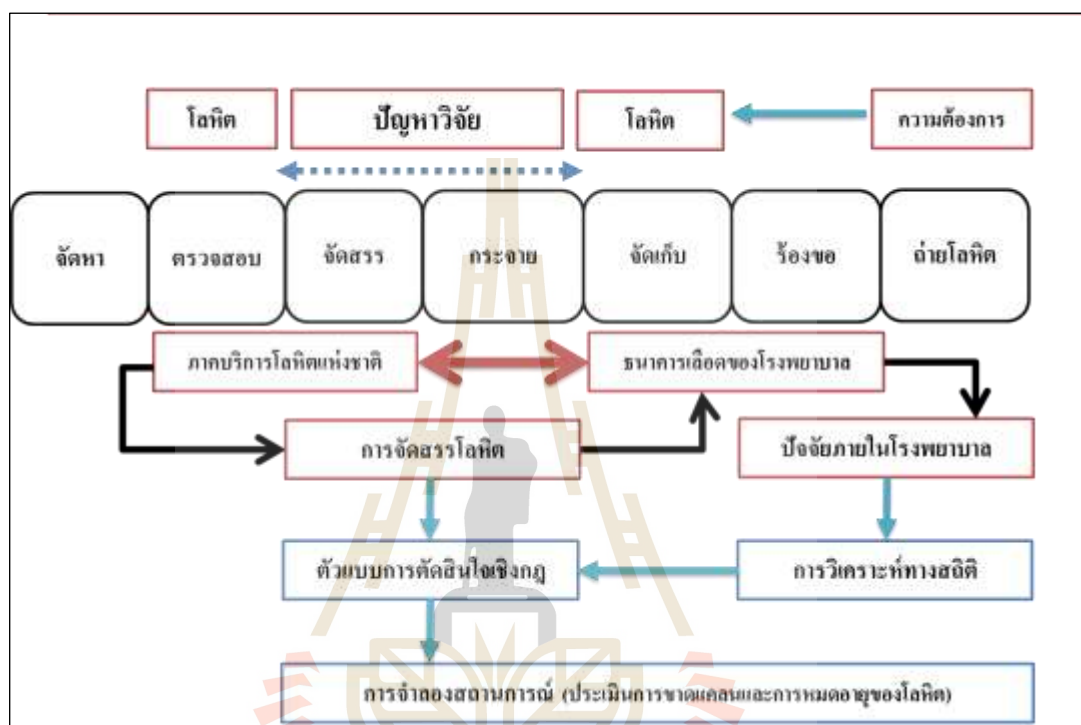 โลหิต
ปัญหาวิจัย
โลหิต
ความต้องการ
จัดหา
ตรวจสอบ
จัดสรร
กระจาย
จัดเก็บ
ร้องขอ
ถ่ายโลหิต
ภาคบริการโลหิตแห่งชาติ
ธนาคารเลือดของโรงพยาบาล
การจัดสรรโลหิต
ปัจจัยภายในโรงพยาบาล
ตัวแบบการตัดสินใจเชิงกฎ
การวิเคราะห์ทางสถิติ
การจำลองสถานการณ์ (ประเมินการขาดแคลนและการหมดอายุของโลหิต)